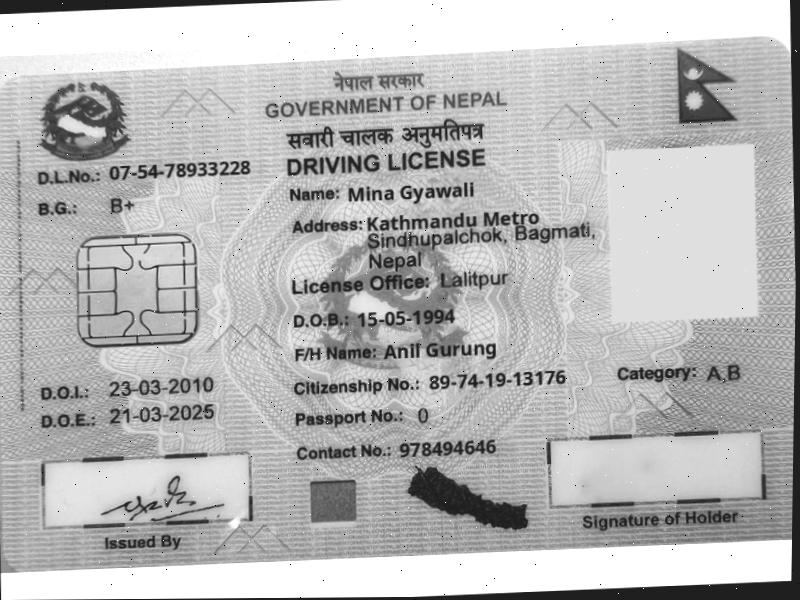 नेपाल सरकार
GOVERNMENT OF NEPAL
सवारी चालक अनुमतिपत्र
DRIVING LICENSE
D.L.No.: 07-54-78933228
B.G.: B+
Name: Mina Gyawali
Address: Kathmandu Metro
Sindhupalchok, Bagmati,
Nepal
License Office: Lalitpur
D.O.B.: 15-05-1994
F/H Name: Anil Gurung
D.O.I.: 23-03-2010
Citizenship No.: 89-74-19-13176
Category: A,B
D.O.E.: 21-03-2025
Passport No.: 0
Contact No.: 978494646
Issued By
Signature of Holder